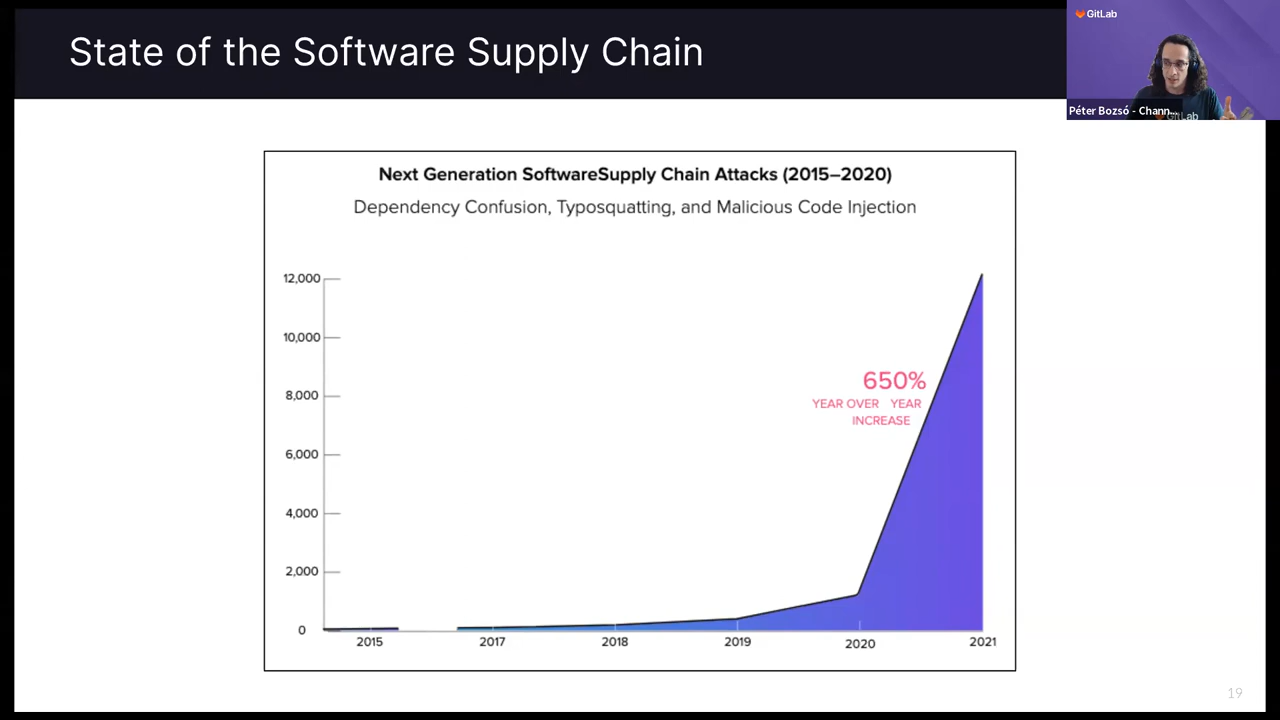 State of the Software Supply Chain
GitLab
Péter Bozsó - Chann...
GitLab
Next Generation SoftwareSupply Chain Attacks (2015–2020)
Dependency Confusion, Typosquatting, and Malicious Code Injection
12,000
10,000
8,000
6,000
4,000
2,000
0
650%
YEAR OVER YEAR
INCREASE
2015
2017
2018
2019
2020
2021
19